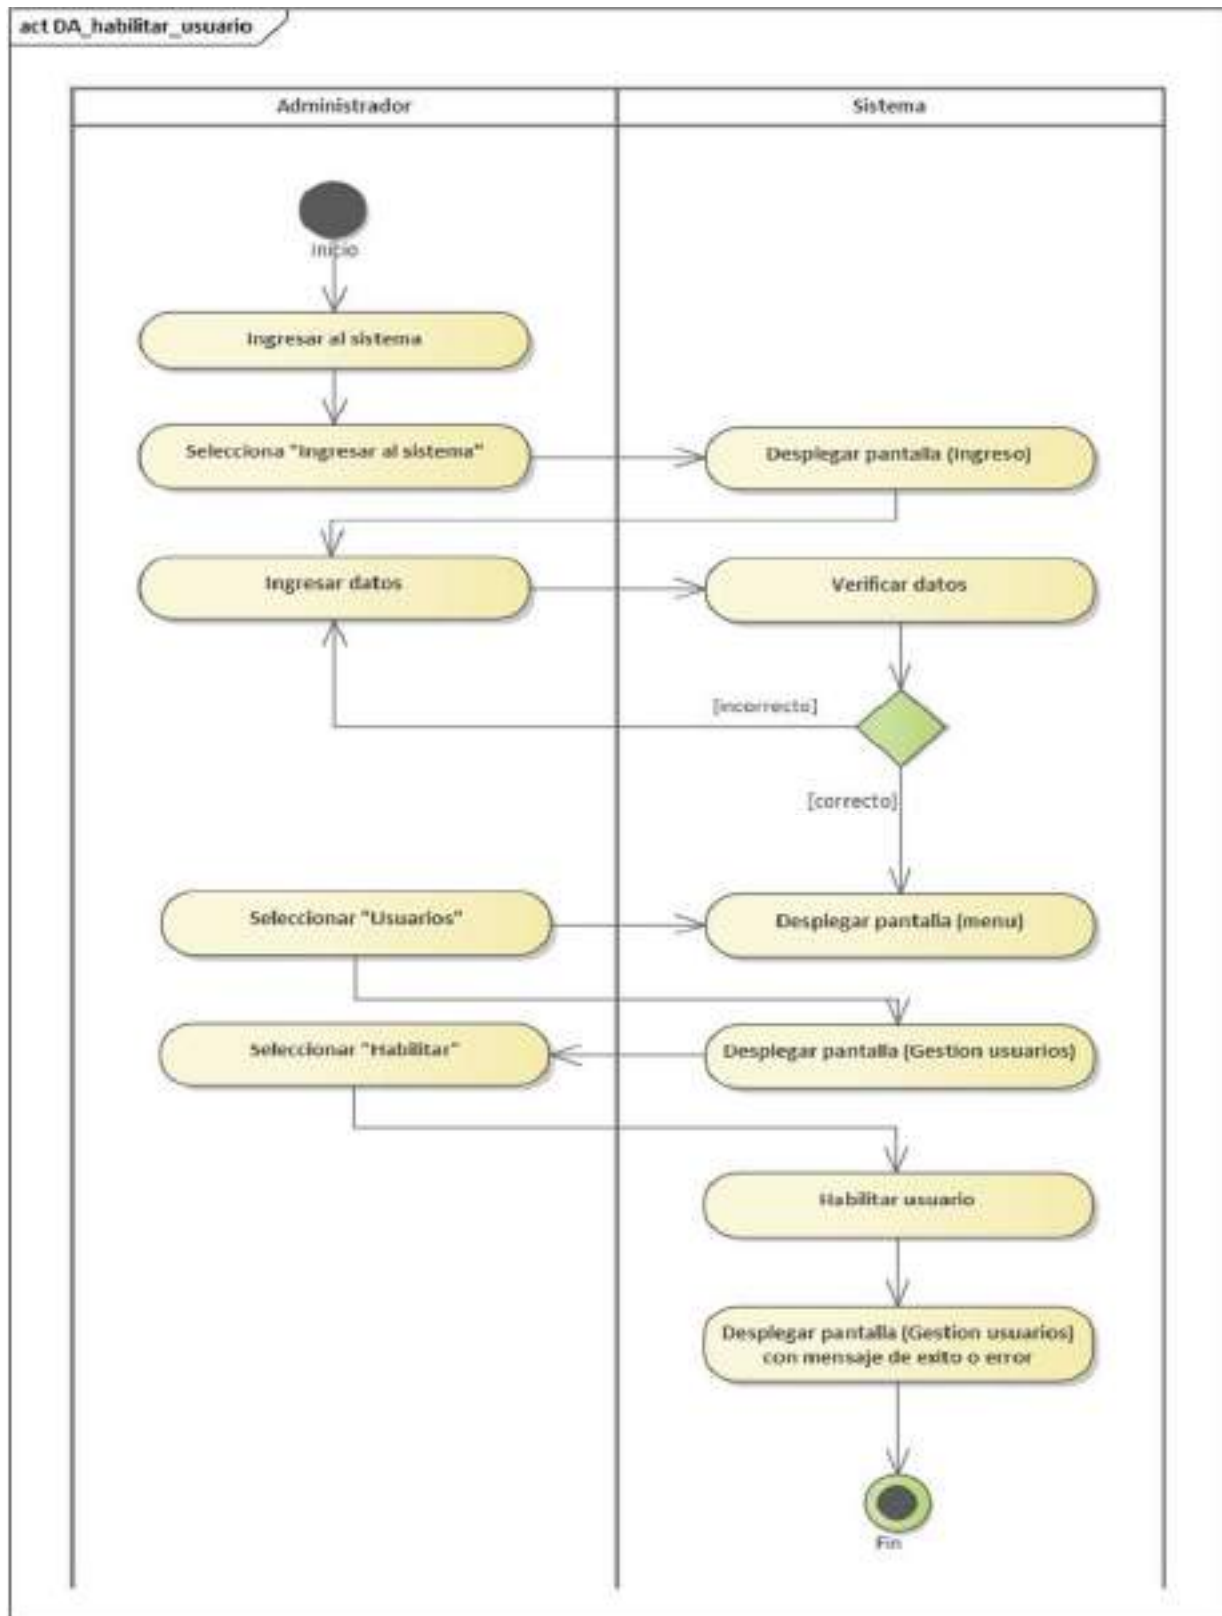 act DA_habilitar_usuario
Administrador
Sistema
Inicio
Ingresar al sistema
Selecciona "Ingresar al sistema"
Desplegar pantalla (Ingreso)
Ingresar datos
Verificar datos
[incorrecto]
[correcto]
Seleccionar "Usuarios"
Desplegar pantalla (menu)
Seleccionar "Habilitar"
Desplegar pantalla (Gestion usuarios)
Habilitar usuario
Desplegar pantalla (Gestion usuarios)
con mensaje de exito o error
Fin